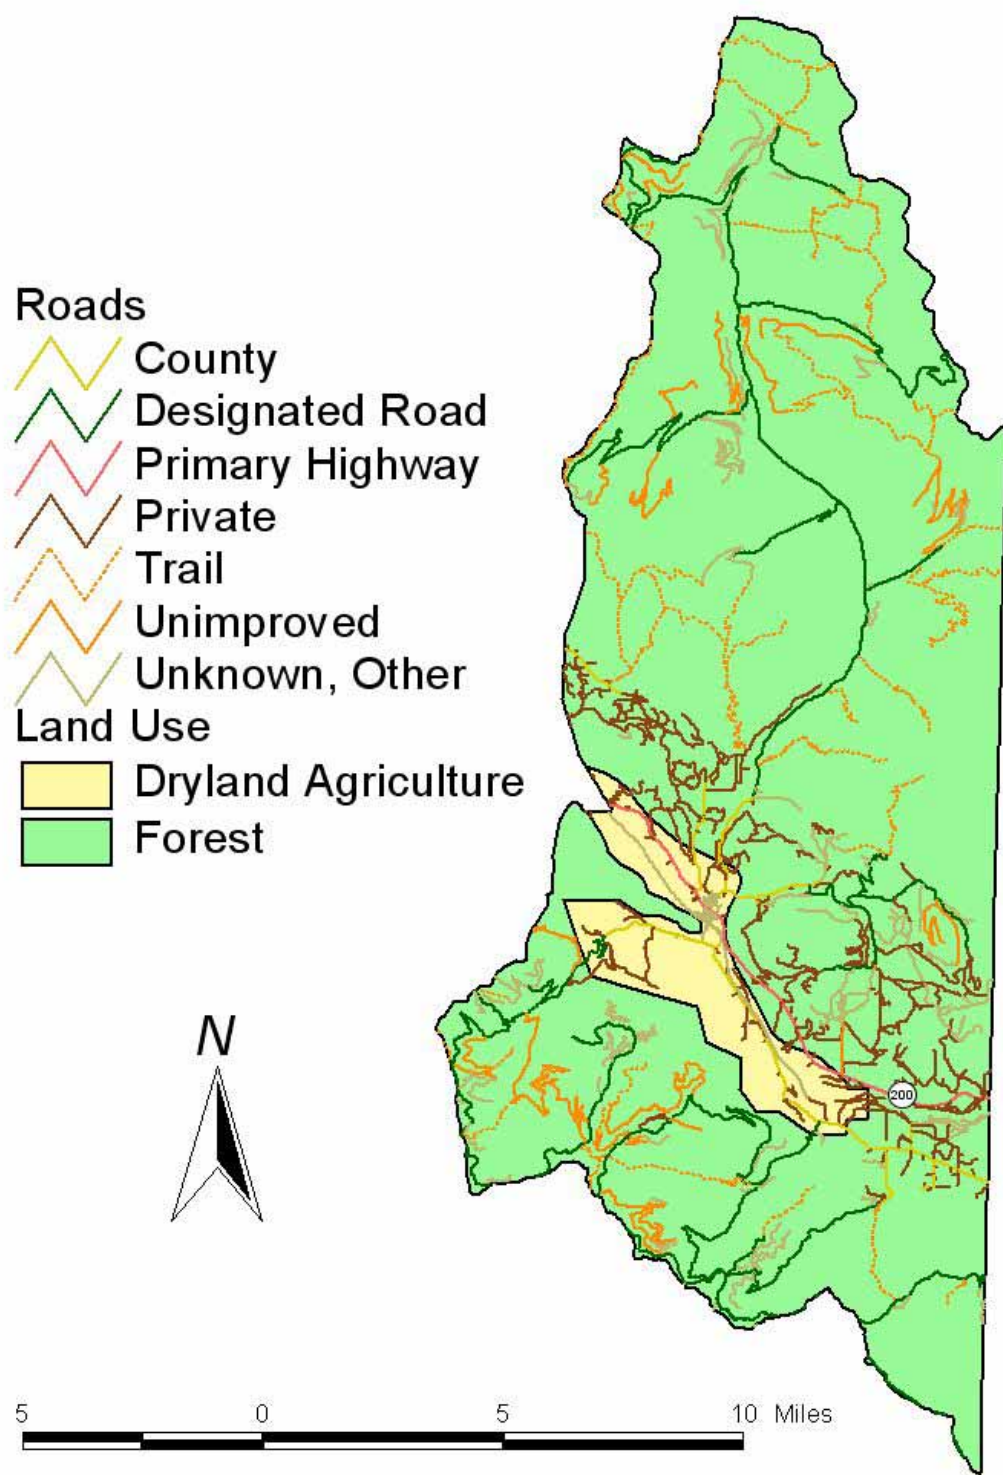 Roads
County
Designated Road
Primary Highway
Private
Trail
Unimproved
Unknown, Other
Land Use
Dryland Agriculture
Forest
N
200
5 0 5 10 Miles